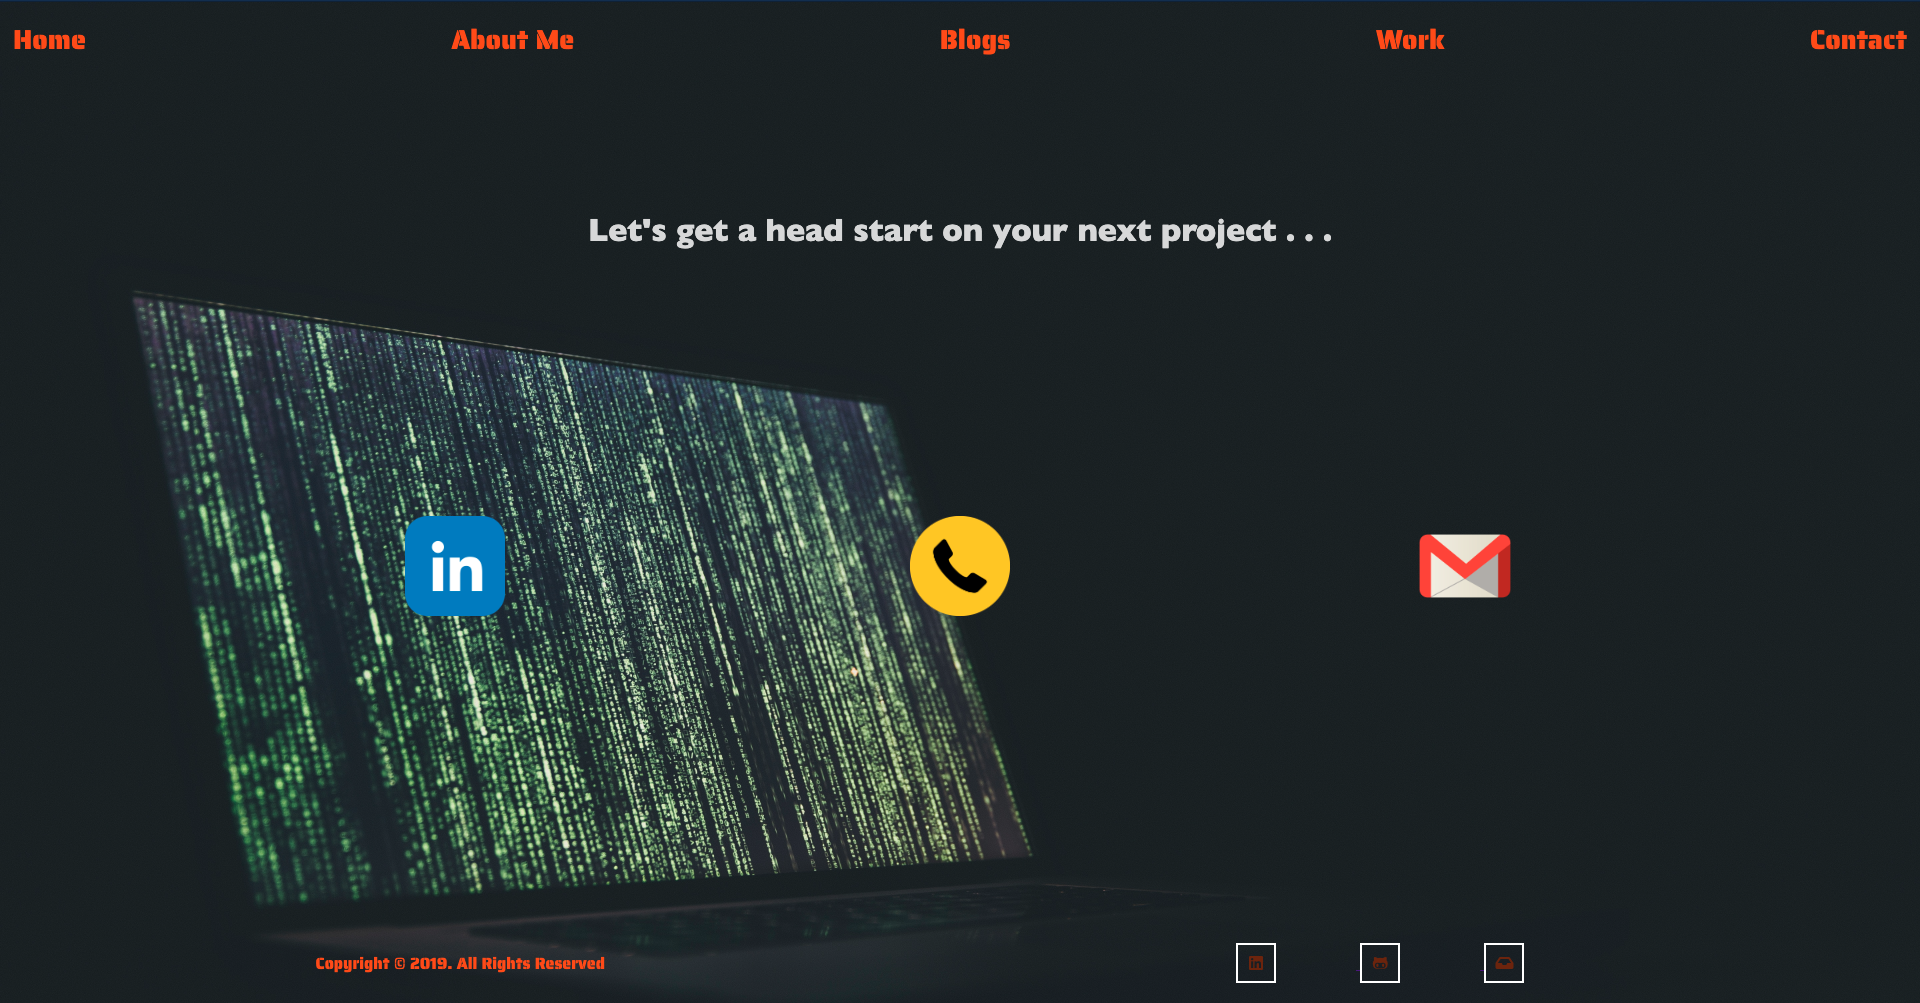 Home About Me Blogs Work Contact
Let's get a head start on your next project . . .
in
Copyright © 2019. All Rights Reserved
in